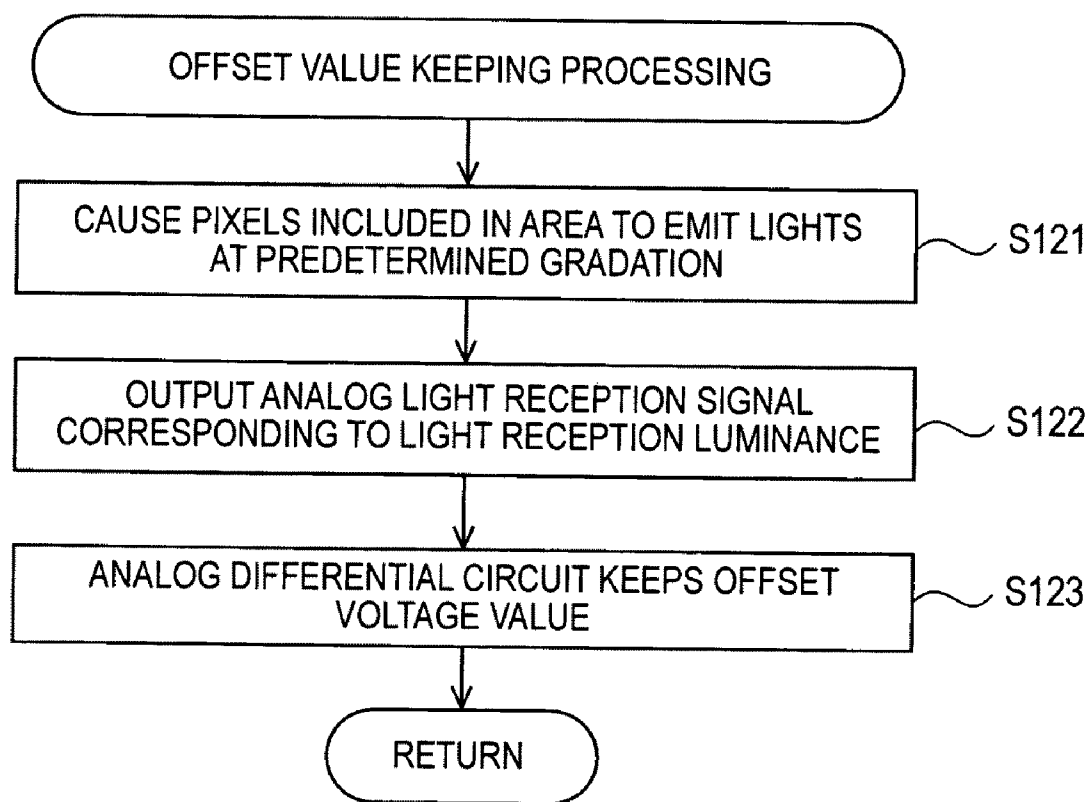 OFFSET VALUE KEEPING PROCESSING
CAUSE PIXELS INCLUDED IN AREA TO EMIT LIGHTS
AT PREDETERMINED GRADATION
S121
OUTPUT ANALOG LIGHT RECEPTION SIGNAL
CORRESPONDING TO LIGHT RECEPTION LUMINANCE
S122
ANALOG DIFFERENTIAL CIRCUIT KEEPS OFFSET
VOLTAGE VALUE
S123
RETURN